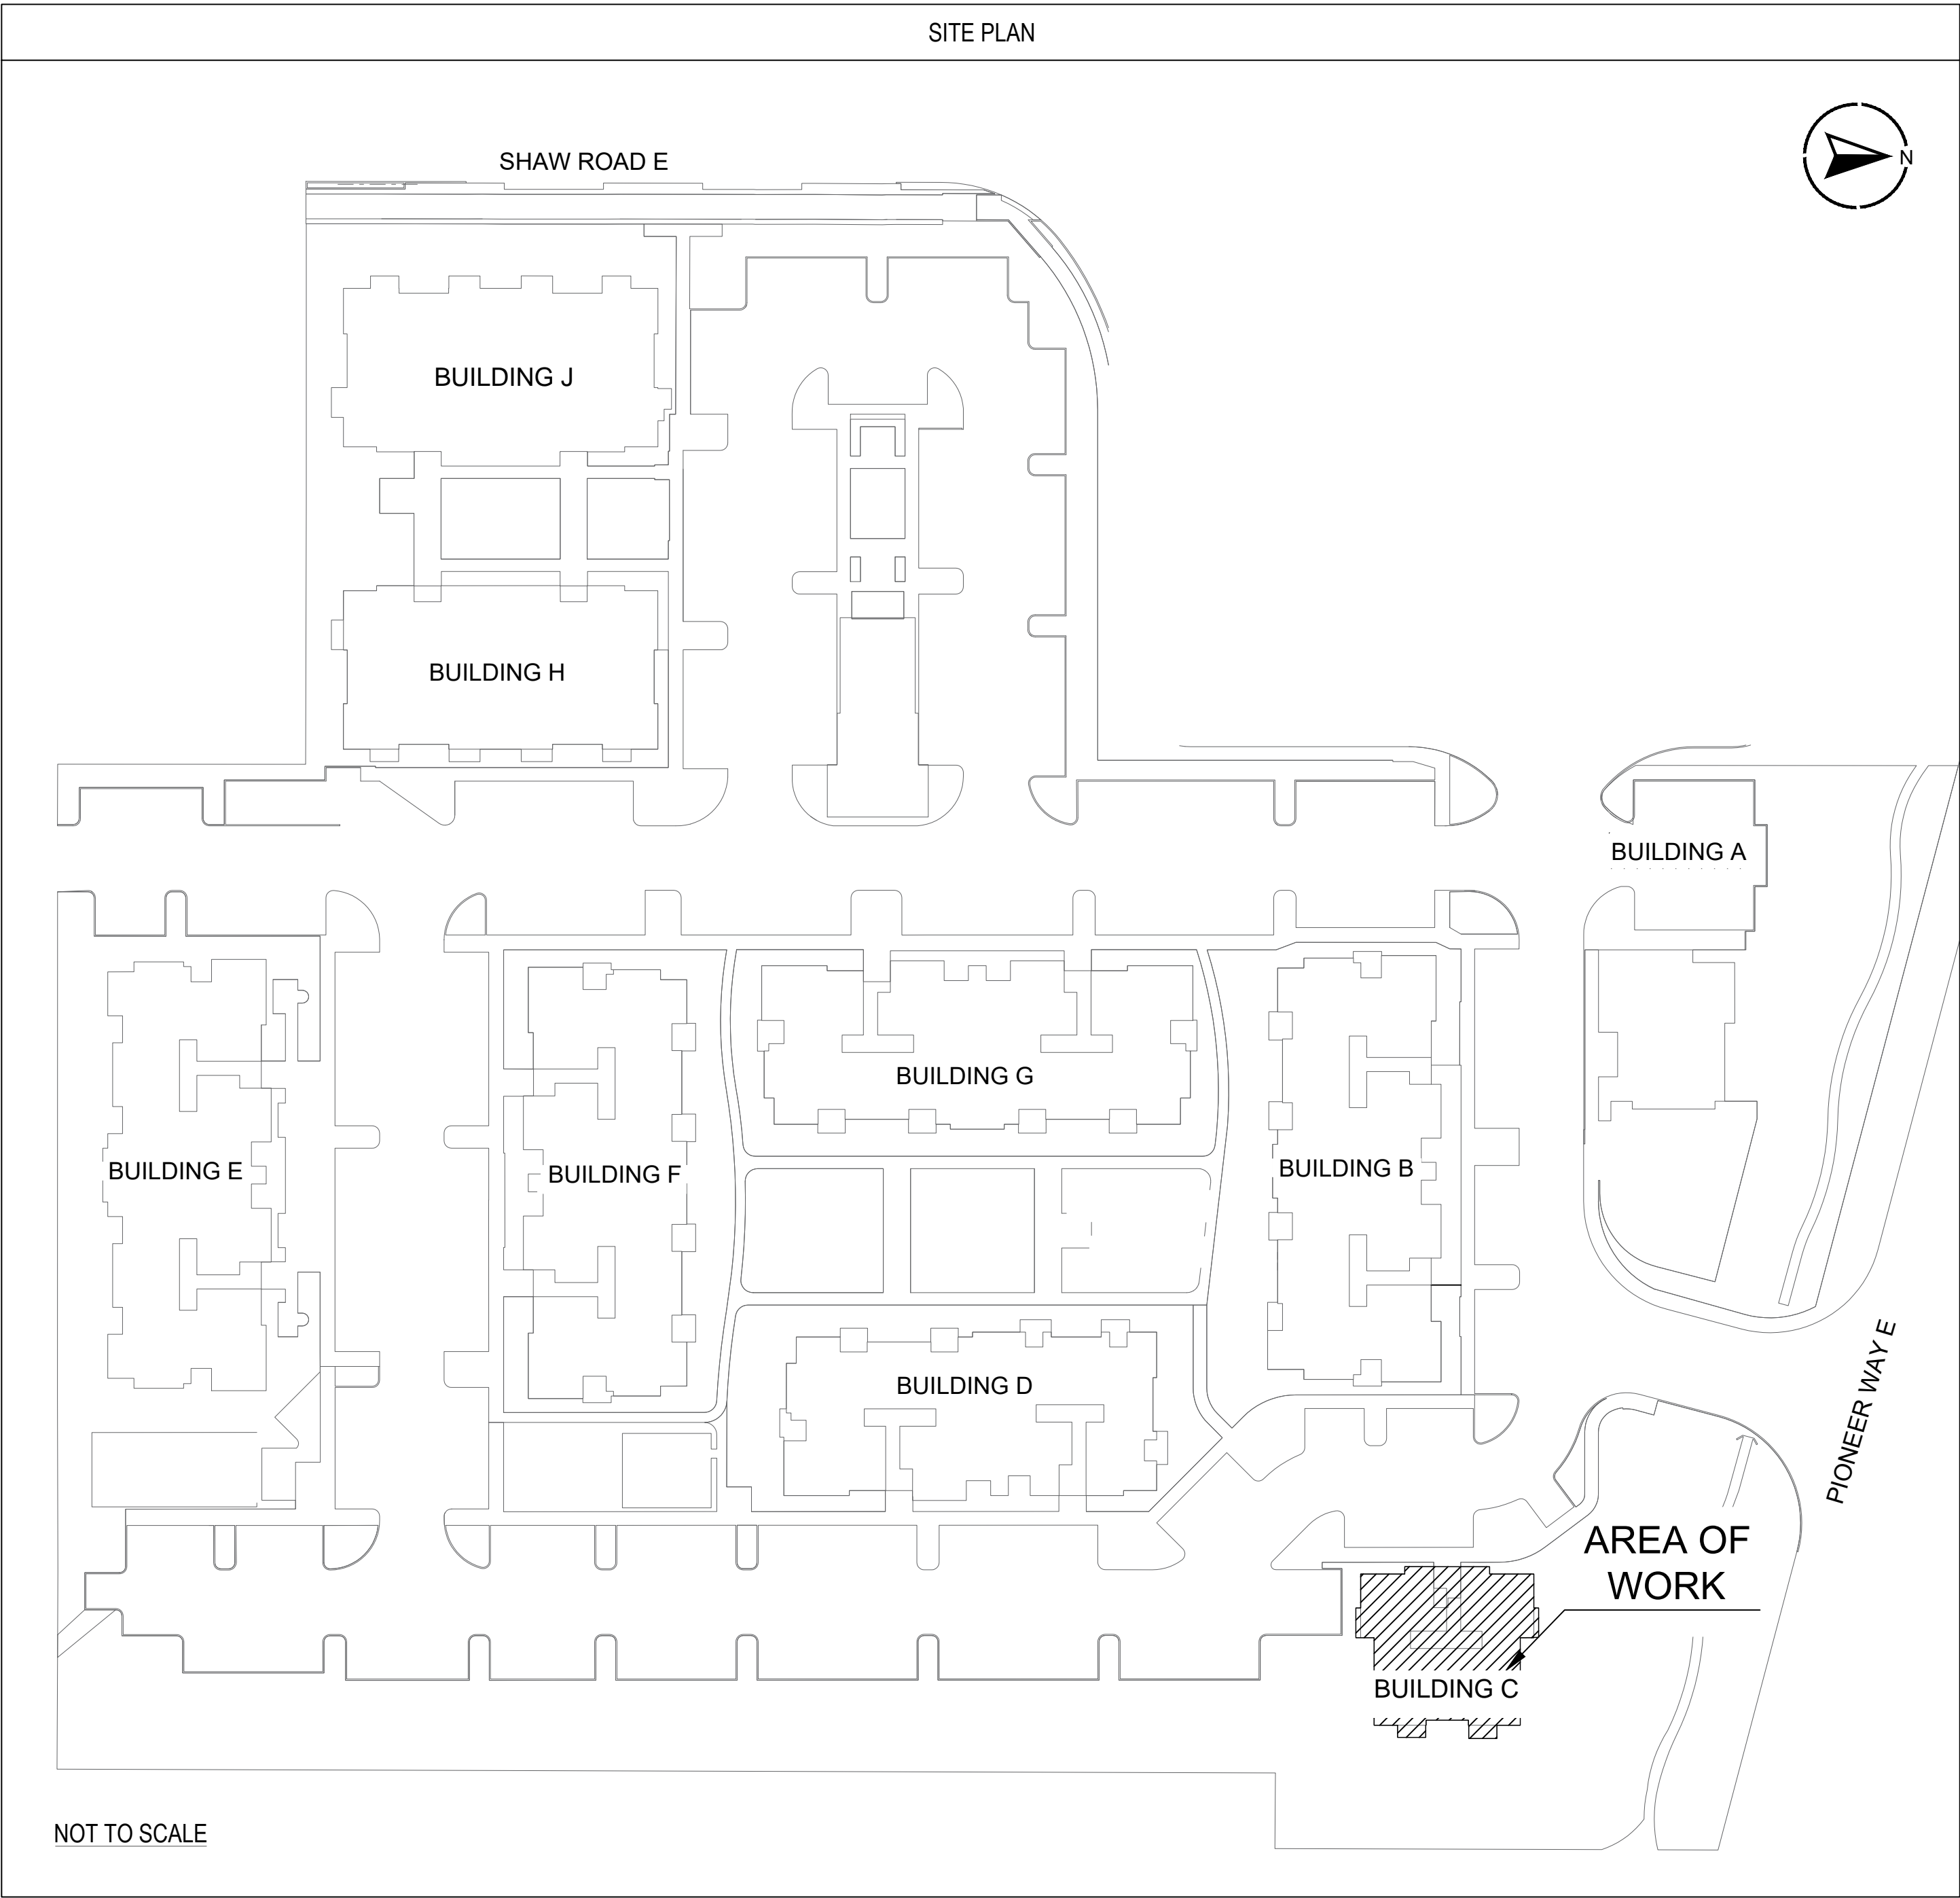 SITE PLAN
N
SHAW ROAD E
BUILDING J
BUILDING H
BUILDING A
BUILDING G
BUILDING E
BUILDING F
BUILDING B
BUILDING D
PIONEER WAY E
AREA OF
WORK
BUILDING C
NOT TO SCALE